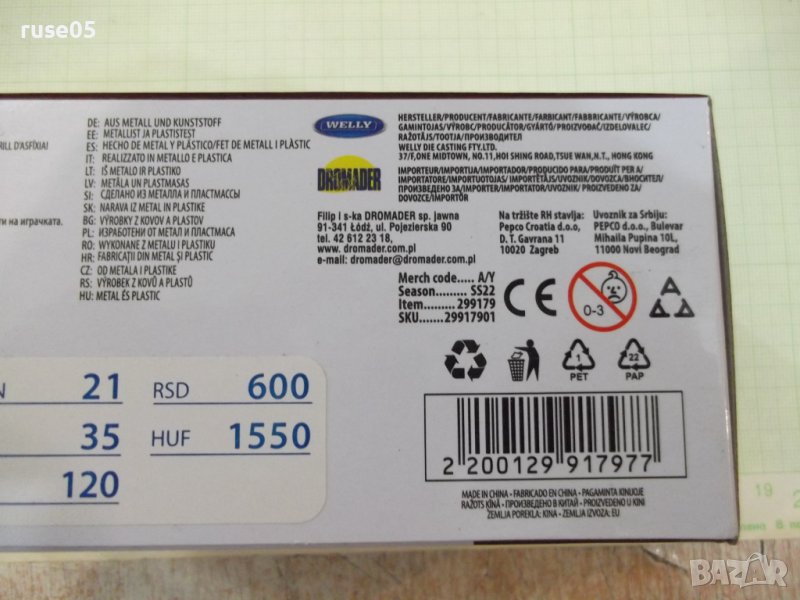 ruse05
RILL D'ASFÍXIA!
ти на играчката.
DE: AUS METALL UND KUNSTSTOFF
EE: METALLIST JA PLASTISTEST
ES: HECHO DE METAL Y PLÁSTICO/FET DE METALL I PLÀSTIC
IT: REALIZZATO IN METALLO E PLASTICA
LT: IŠ METALO IR PLASTIKO
LV: METĀLA UN PLASTMASAS
SI: СДЕЛАНО ИЗ МЕТАЛЛА И ПЛАСТМАССЫ
SK: NARAVA IZ METAL IN PLASTIKE
BG: VÝROBKY Z KOVOV A PLASTOV
PL: ИЗРАБОТЕНИ ОТ МЕТАЛ И ПЛАСТМАСА
RO: WYKONANE Z METALU I PLASTIKU
HR: FABRICAȚI DIN METAL ȘI PLASTIC
CZ: OD METALA I PLASTIKE
RS: VÝROBEK Z KOVŮ A PLASTŮ
HU: METAL ÉS PLASTIC
WELLY
HERSTELLER/PRODUCENT/FABRICANTE/FARBICANT/FABBRICANTE/VÝROBCA/
GAMINTOJAS/VÝROBC/PRODUCĂTOR/GYÁRTÓ/PROIZVOĐAČ/IZDELOVALEC/
RAŽOTĀJS/TOOTJA/ПРОИЗВОДИТЕЛ
WELLY DIE CASTING FTY.LTD.
37/F,ONE MIDTOWN, NO.11,HOI SHING ROAD,TSUE WAN,N.T., HONG KONG
DROMADER
IMPORTEUR/IMPORTUJA/IMPORTADOR/PRODUCIDO PARA/PRODUÏT PER A/
IMPORTATORE/IMPORTUOTOJAS/IMPORTĒTĀJS/UVOZNIK/DOVOZCA/ВНОСИТЕЛ/
ПРОИЗВЕДЕНО ЗА/IMPORTER/IMPORTATOR/UVOZNIK/PROIZVEDENO ZA/
DOVOZCE/IMPORTŐR
Filip I s-ka DROMADER sp. jawna
91-341 Łódź, ul. Pojezierska 90
tel. 42 612 23 18,
www.dromader.com.pl
e-mail: dromader@dromader.com.pl
Na tržište RH stavlja:
Pepco Croatia d.o.o.,
D. T. Gavrana 11
10020 Zagreb
Uvoznik za Srbiju:
PEPCO d.o.o., Bulevar
Mihaila Pupina 10L,
11000 Novi Beograd
Merch code..... A/Y
Season.......... SS22
Item.......... 299179
SKU.......29917901
CE
0-3
A
A A
1
PET
22
PAP
N 21 RSD 600
35 HUF 1550
120
2 200129 917977
MADE IN CHINA - FABRICADO EN CHINA - PAGAMINTA KINIJOJE
RAŽOTS ĶĪNĀ - ПРОИЗВЕДЕНО В КИТАЙ - PROIZVEDENO U KINI
ZEMLJA POREKLA: KINA - ZEMLJA IZVOZA: EU
19
BAZAR